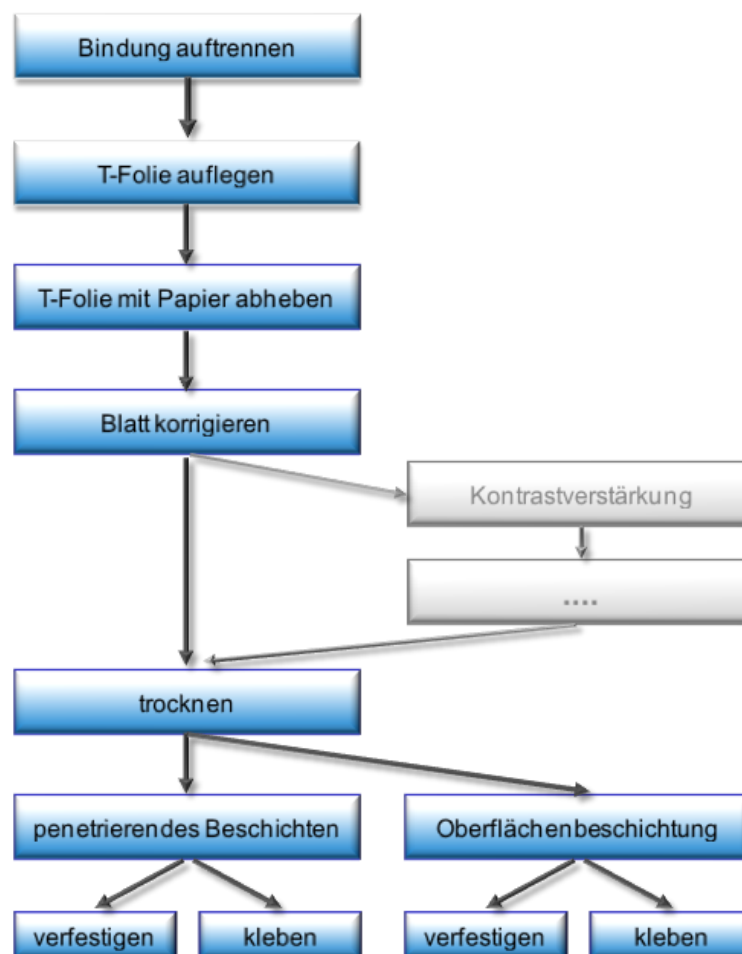 Bindung auftrennen
T-Folie auflegen
T-Folie mit Papier abheben
Blatt korrigieren
Kontrastverstärkung
....
trocknen
penetrierendes Beschichten
Oberflächenbeschichtung
verfestigen
kleben
verfestigen
kleben